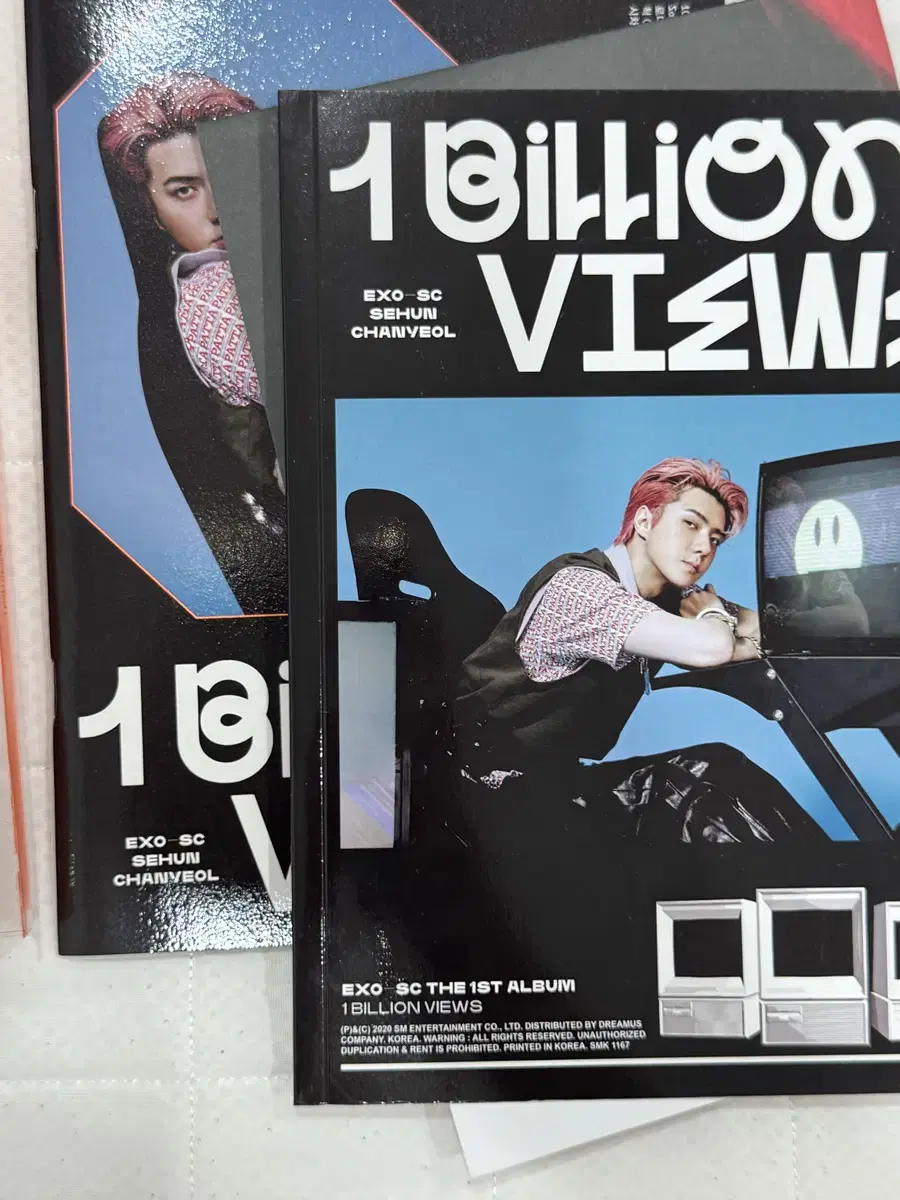 1 Billion
VIEWS
EXO-SC
SEHUN
CHANYEOL
EXO-SC THE 1ST ALBUM
1 BILLION VIEWS
(P)&(C) 2020 SM ENTERTAINMENT CO., LTD. DISTRIBUTED BY DREAMUS
COMPANY. KOREA. WARNING : ALL RIGHTS RESERVED. UNAUTHORIZED
DUPLICATION & RENT IS PROHIBITED. PRINTED IN KOREA. SMK 1167
1 Bi
V
EXO-SC
SEHUN
CHANYEOL